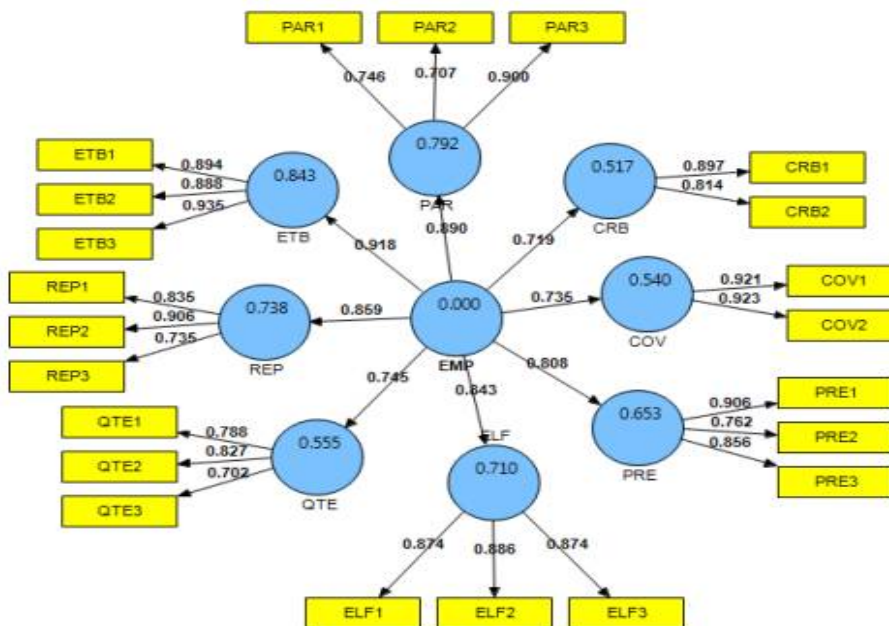 PAR1
PAR2
PAR3
0.746
0.707
0.900
0.792
PAR
ETB1
ETB2
ETB3
0.894
0.888
0.935
0.843
ETB
0.517
CRB
0.897
0.814
CRB1
CRB2
0.918
0.890
0.719
REP1
REP2
REP3
0.835
0.906
0.735
0.738
REP
0.859
0.000
EMP
0.735
0.540
COV
0.921
0.923
COV1
COV2
0.745
0.843
0.808
QTE1
QTE2
QTE3
0.788
0.827
0.702
0.555
QTE
ELF
0.710
0.653
PRE
0.906
0.762
0.856
PRE1
PRE2
PRE3
0.874
0.886
0.874
ELF1
ELF2
ELF3